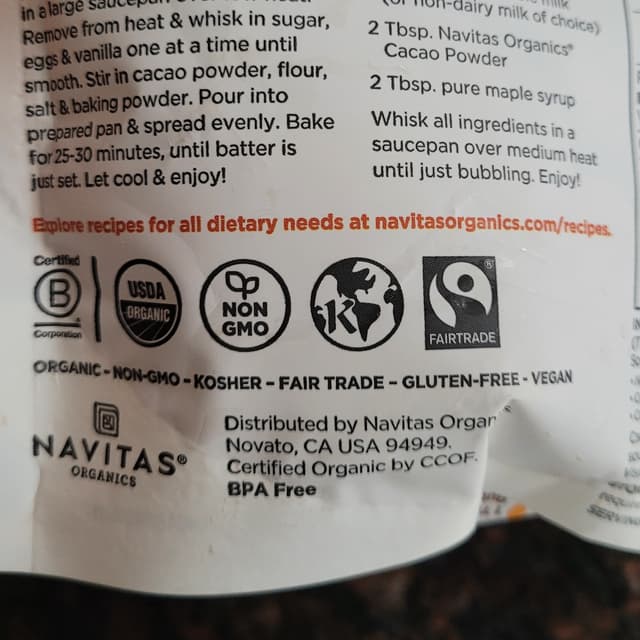 in a large
Remove from heat & whisk in sugar,
eggs & vanilla one at a time until
smooth. Stir in cacao powder, flour,
salt & baking powder. Pour into
prepared pan & spread evenly. Bake
for 25-30 minutes, until batter is
just set. Let cool & enjoy!
milk
(or non-dairy milk of choice)
2 Tbsp. Navitas Organics®
Cacao Powder
2 Tbsp. pure maple syrup
Whisk all ingredients in a
saucepan over medium heat
until just bubbling. Enjoy!
Explore recipes for all dietary needs at navitasorganics.com/recipes.
Certified
B
Corporation
USDA
ORGANIC
NON
GMO
K
FAIRTRADE
®
ORGANIC - NON-GMO - KOSHER - FAIR TRADE - GLUTEN-FREE - VEGAN
NAVITAS®
ORGANICS
Distributed by Navitas
Novato, CA USA 94949.
Certified Organic by CCOF.
BPA Free